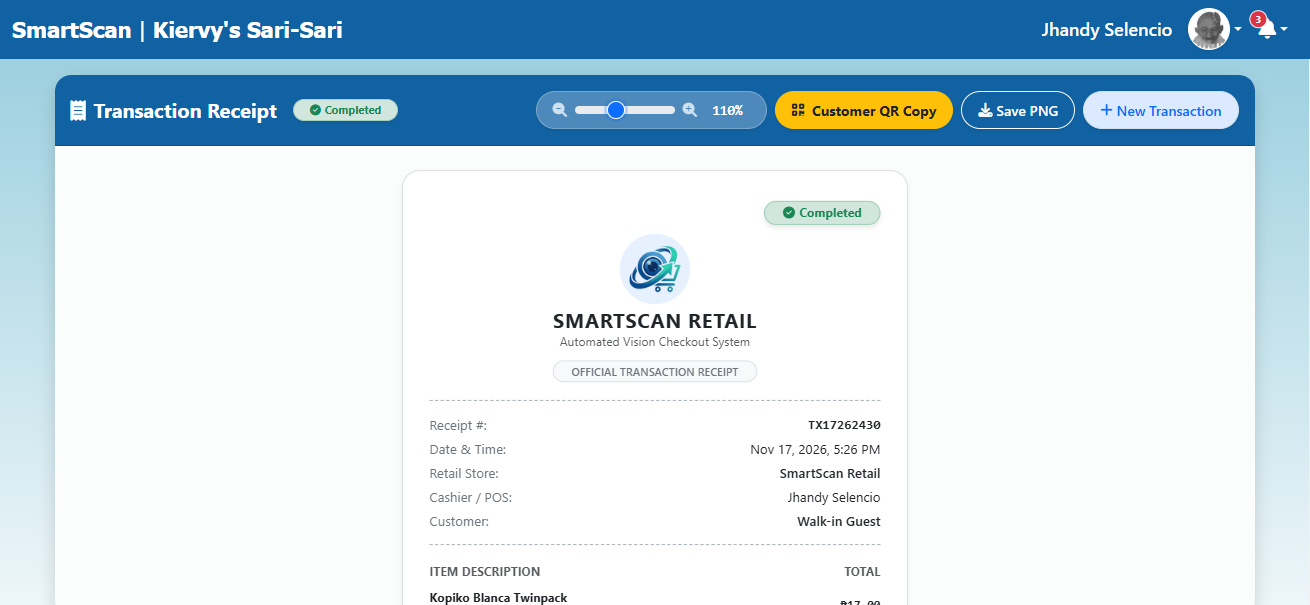 SmartScan | Kiervy's Sari-Sari
Jhandy Selencio
3
Transaction Receipt
Completed
110%
Customer QR Copy
Save PNG
+ New Transaction
Completed
SMARTSCAN RETAIL
Automated Vision Checkout System
OFFICIAL TRANSACTION RECEIPT
Receipt #: TX17262430
Date & Time: Nov 17, 2026, 5:26 PM
Retail Store: SmartScan Retail
Cashier / POS: Jhandy Selencio
Customer: Walk-in Guest
ITEM DESCRIPTION TOTAL
Kopiko Blanca Twinpack
₱17.00